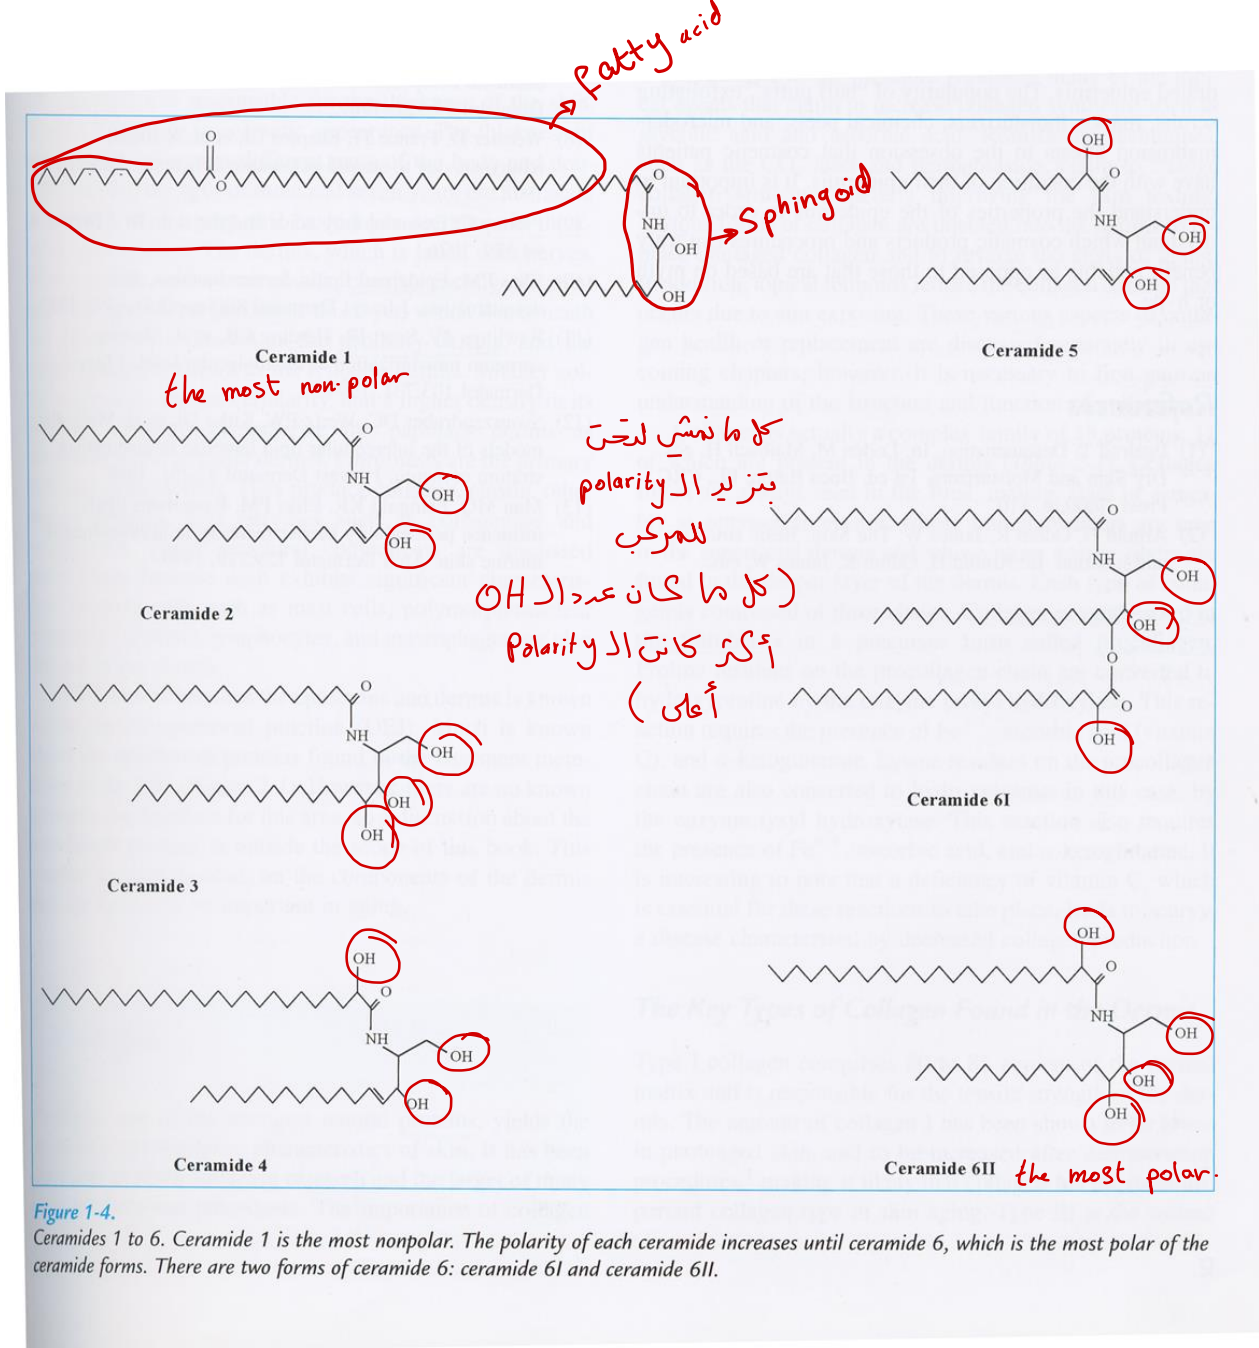 Fatty acid
O
O
O
NH
OH
OH
Sphingoid
Ceramide 1
the most non-polar
OH
O
NH
OH
OH
Ceramide 5
O
NH
OH
OH
Ceramide 2
كل ما نمشي لتحت
بتزيد ال polarity
للمركب
(كل ما كان عدد ال OH
أكثر كانت ال Polarity
أعلى)
O
NH
OH
OH
O
O
OH
Ceramide 6I
O
NH
OH
OH
OH
Ceramide 3
OH
O
NH
OH
OH
Ceramide 4
OH
O
NH
OH
OH
OH
Ceramide 6II
the most polar.
Figure 1-4.
Ceramides 1 to 6. Ceramide 1 is the most nonpolar. The polarity of each ceramide increases until ceramide 6, which is the most polar of the
ceramide forms. There are two forms of ceramide 6: ceramide 6I and ceramide 6II.